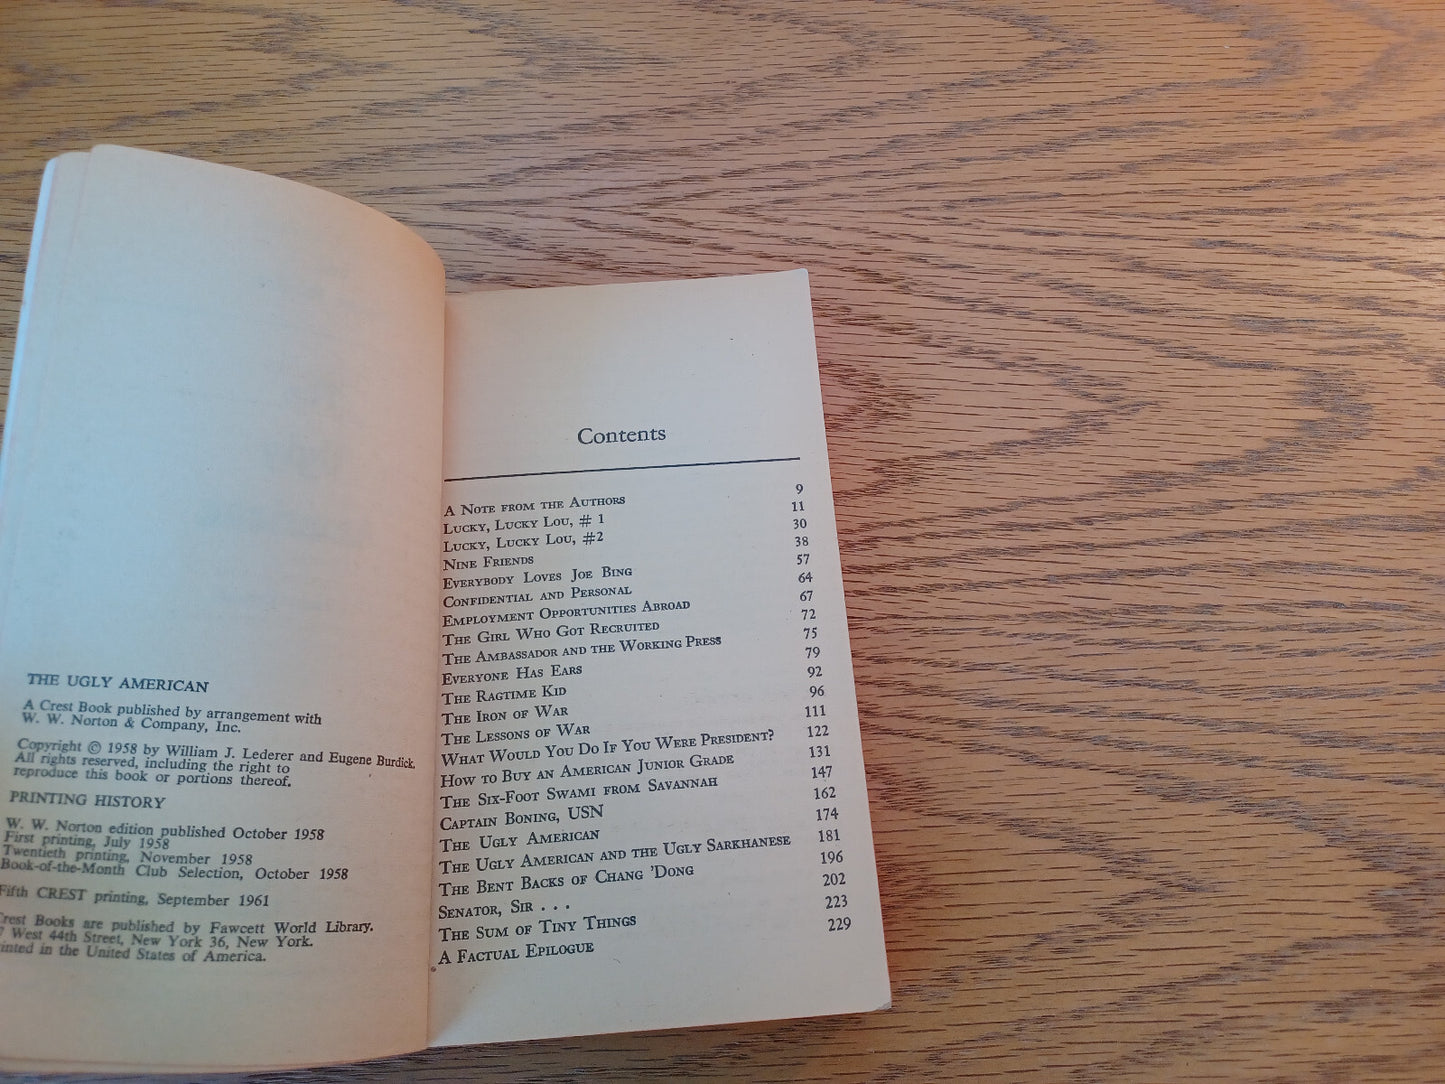 THE UGLY AMERICAN
A Crest Book published by arrangement with
W. W. Norton & Company, Inc.
Copyright © 1958 by William J. Lederer and Eugene Burdick.
All rights reserved, including the right to
reproduce this book or portions thereof.
PRINTING HISTORY
W. W. Norton edition published October 1958
First printing, July 1958
Twentieth printing, November 1958
Book-of-the-Month Club Selection, October 1958
Fifth CREST printing, September 1961
Crest Books are published by Fawcett World Library.
7 West 44th Street, New York 36, New York.
Printed in the United States of America.
Contents
A Note from the Authors 9
Lucky, Lucky Lou, # 1 11
Lucky, Lucky Lou, #2 30
Nine Friends 38
Everybody Loves Joe Bing 57
Confidential and Personal 64
Employment Opportunities Abroad 67
The Girl Who Got Recruited 72
The Ambassador and the Working Press 75
Everyone Has Ears 79
The Ragtime Kid 92
The Iron of War 96
The Lessons of War 111
What Would You Do If You Were President? 122
How to Buy an American Junior Grade 131
The Six-Foot Swami from Savannah 147
Captain Boning, USN 162
The Ugly American 174
The Ugly American and the Ugly Sarkhanese 181
The Bent Backs of Chang 'Dong 196
Senator, Sir . . . 202
The Sum of Tiny Things 223
A Factual Epilogue 229